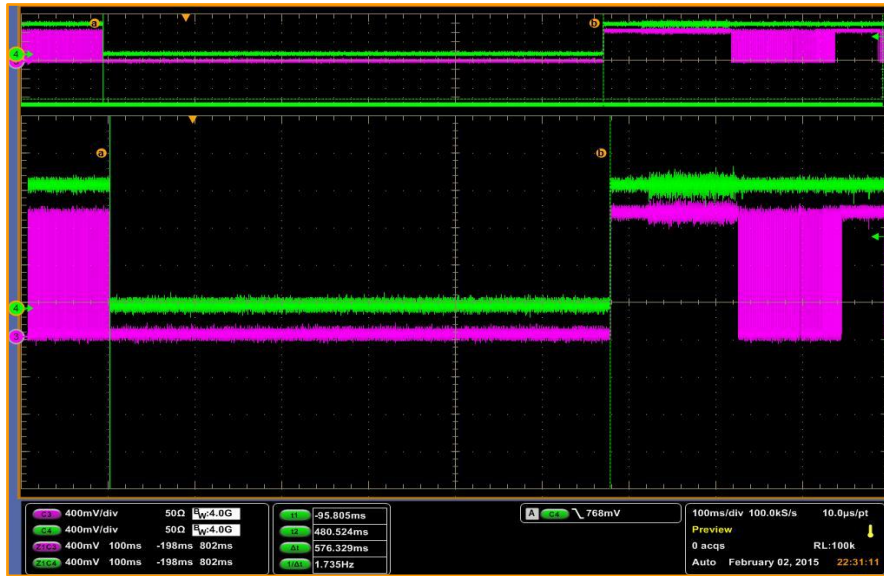 a
b
4
a
b
4
3
C3 400mV/div 50Ω BW:4.0G
C4 400mV/div 50Ω BW:4.0G
Z1C3 400mV 100ms -198ms 802ms
Z1C4 400mV 100ms -198ms 802ms
t1 -95.805ms
t2 480.524ms
Δt 576.329ms
1/Δt 1.735Hz
A C4 768mV
100ms/div 100.0kS/s 10.0µs/pt
Preview
0 acqs RL:100k
Auto February 02, 2015 22:31:11